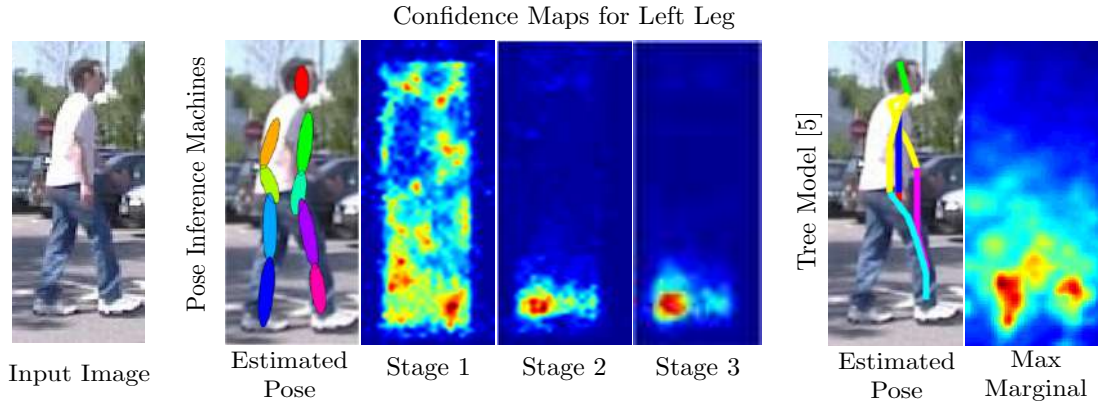 Confidence Maps for Left Leg
Input Image
Pose Inference Machines
Estimated
Pose
Stage 1
Stage 2
Stage 3
Tree Model [5]
Estimated
Pose
Max
Marginal